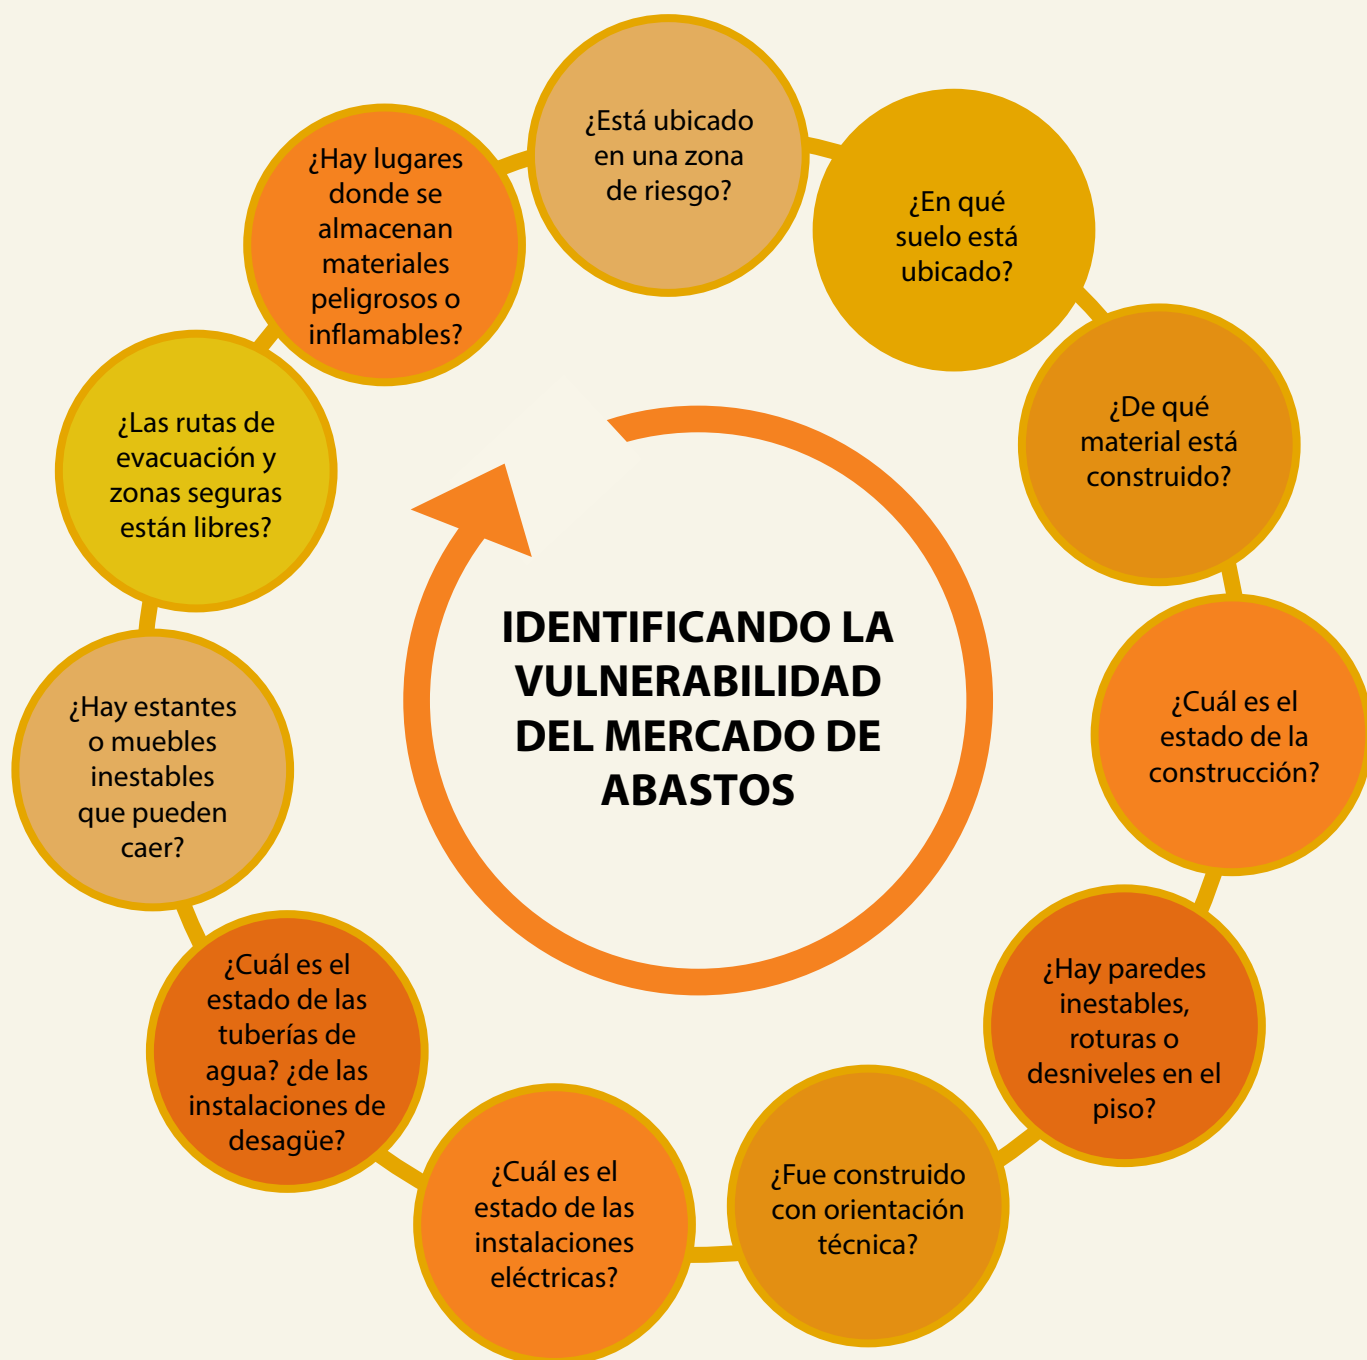 ¿Está ubicado
en una zona
de riesgo?
¿En qué
suelo está
ubicado?
¿De qué
material está
construido?
¿Cuál es el
estado de la
construcción?
¿Hay paredes
inestables,
roturas o
desniveles en el
piso?
¿Fue construido
con orientación
técnica?
¿Cuál es el
estado de las
instalaciones
eléctricas?
¿Cuál es el
estado de las
tuberías de
agua? ¿de las
instalaciones de
desagüe?
¿Hay estantes
o muebles
inestables
que pueden
caer?
¿Las rutas de
evacuación y
zonas seguras
están libres?
¿Hay lugares
donde se
almacenan
materiales
peligrosos o
inflamables?
IDENTIFICANDO LA
VULNERABILIDAD
DEL MERCADO DE
ABASTOS